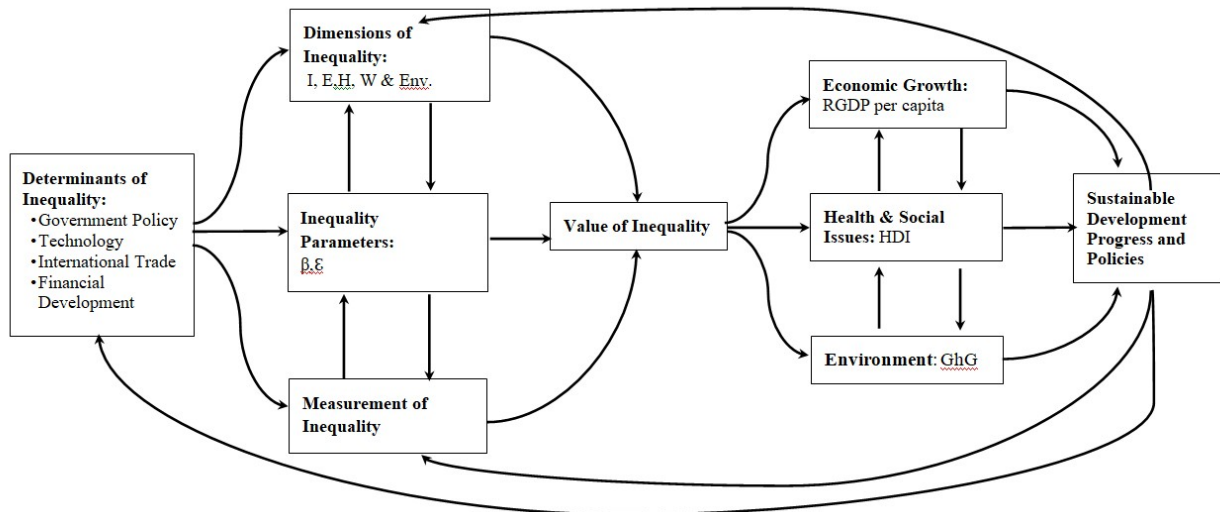 Determinants of
Inequality:
•Government Policy
•Technology
•International Trade
•Financial
Development
Dimensions of
Inequality:
I, E,H, W & Env.
Inequality
Parameters:
β,Ɛ
Measurement of
Inequality
Value of Inequality
Economic Growth:
RGDP per capita
Health & Social
Issues: HDI
Environment: GhG
Sustainable
Development
Progress and
Policies